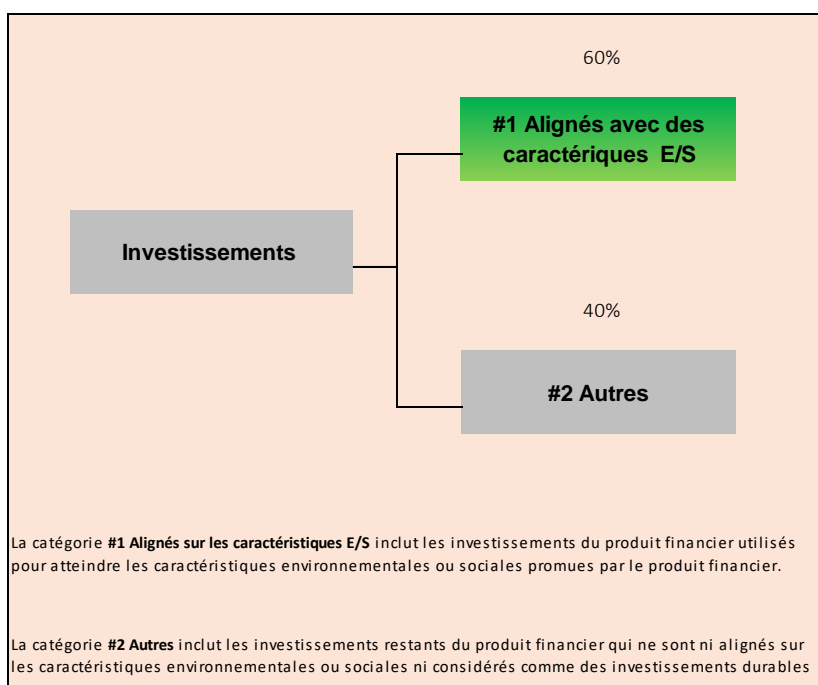 60%
#1 Alignés avec des
caractériques E/S
Investissements
40%
#2 Autres
La catégorie #1 Alignés sur les caractéristiques E/S inclut les investissements du produit financier utilisés
pour atteindre les caractéristiques environnementales ou sociales promues par le produit financier.
La catégorie #2 Autres inclut les investissements restants du produit financier qui ne sont ni alignés sur
les caractéristiques environnementales ou sociales ni considérés comme des investissements durables